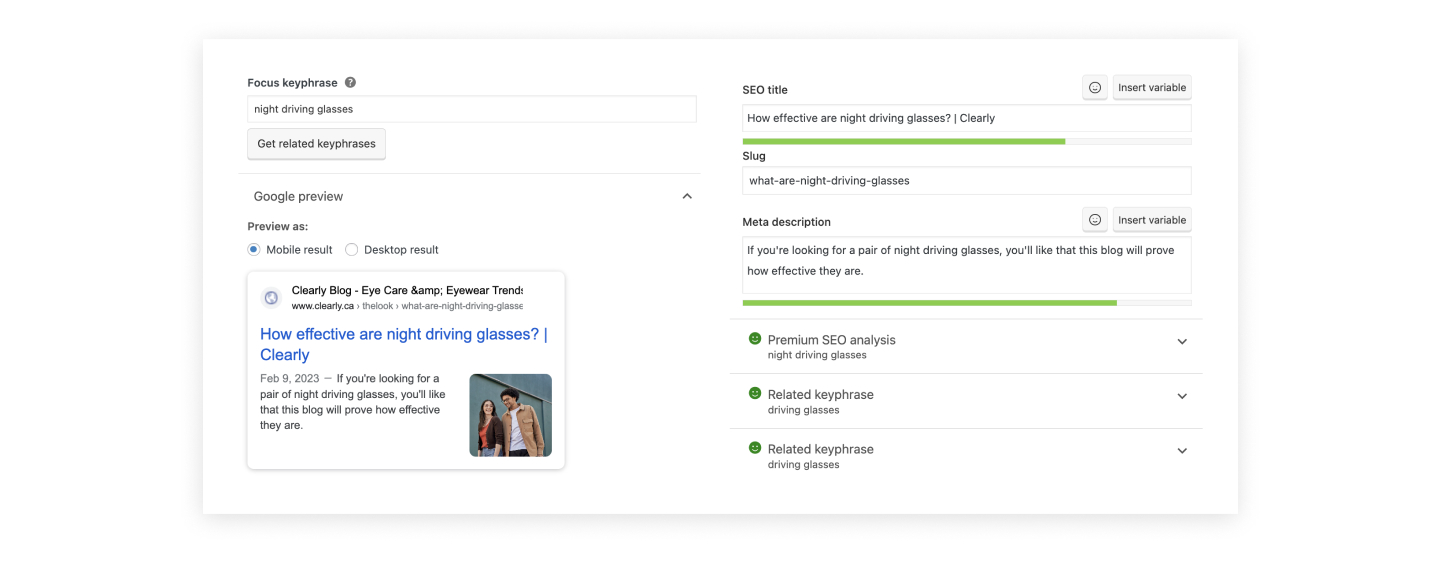 Focus keyphrase ?
night driving glasses
Get related keyphrases
Google preview
Preview as:
Mobile result Desktop result
Clearly Blog - Eye Care &amp; Eyewear Trends
www.clearly.ca › thelook › what-are-night-driving-glasse
How effective are night driving glasses? |
Clearly
Feb 9, 2023 — If you're looking for a
pair of night driving glasses, you'll like
that this blog will prove how effective
they are.
SEO title
Insert variable
How effective are night driving glasses? | Clearly
Slug
what-are-night-driving-glasses
Meta description
Insert variable
If you're looking for a pair of night driving glasses, you'll like that this blog will prove
how effective they are.
Premium SEO analysis
night driving glasses
Related keyphrase
driving glasses
Related keyphrase
driving glasses